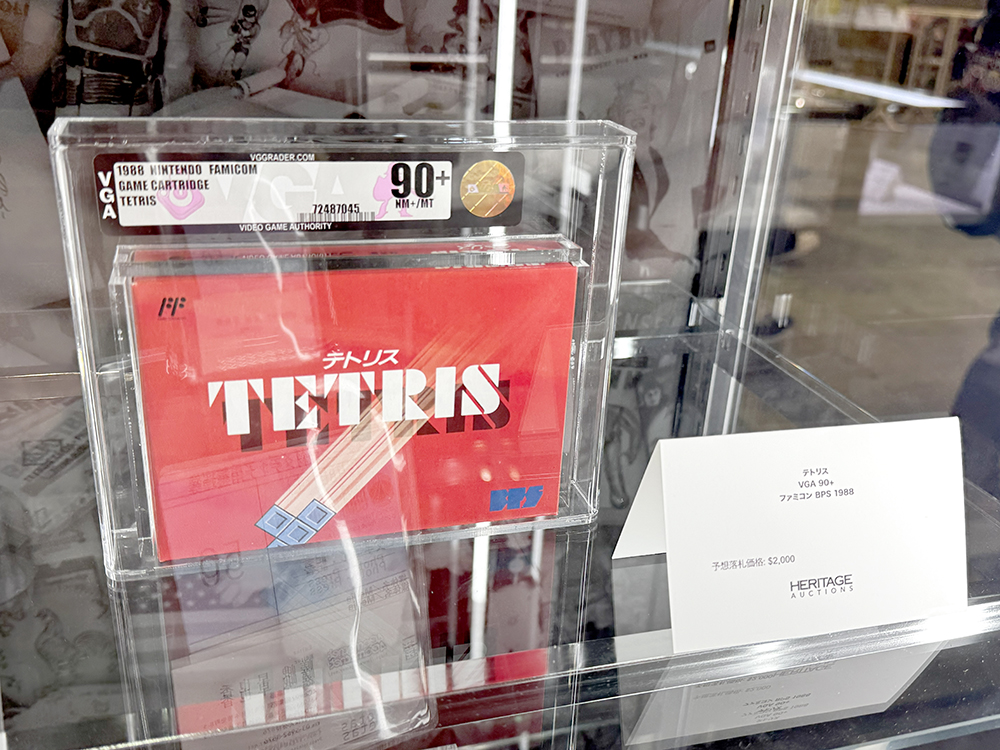 VGGRADER.COM
VGA
1988 NINTENDO FAMICOM
GAME CARTRIDGE
TETRIS
90+
NM+/MT
72487045
VIDEO GAME AUTHORITY
テトリス
TETRIS
BPS
テトリス
VGA 90+
ファミコン BPS 1988
予想落札価格: $2,000
HERITAGE
AUCTIONS